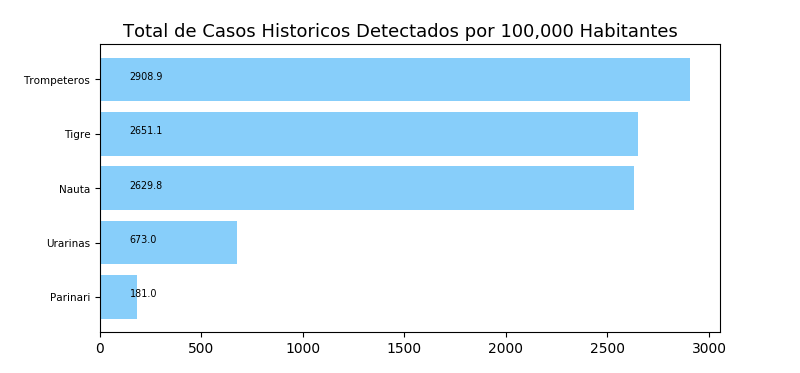 Total de Casos Historicos Detectados por 100,000 Habitantes
Trompeteros 2908.9
Tigre 2651.1
Nauta 2629.8
Urarinas 673.0
Parinari 181.0
0 500 1000 1500 2000 2500 3000